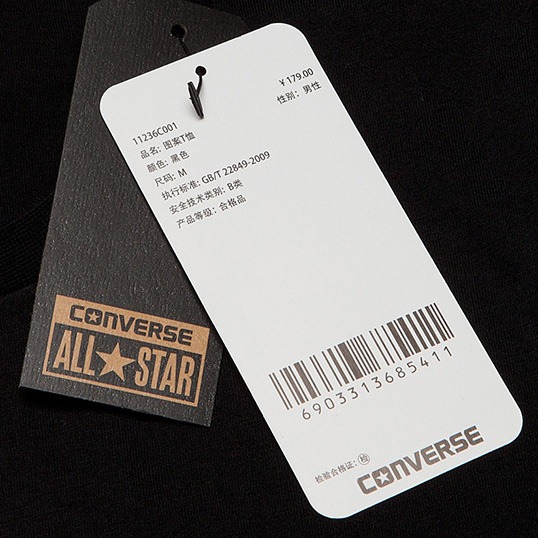 ¥179.00
性别：男性
11236C001
品名: 图案T恤
颜色: 黑色
尺码: M
执行标准: GB/T 22849-2009
安全技术类别: B类
产品等级：合格品
6903313685411
检验合格证：检
CONVERSE
CONVERSE
ALL STAR